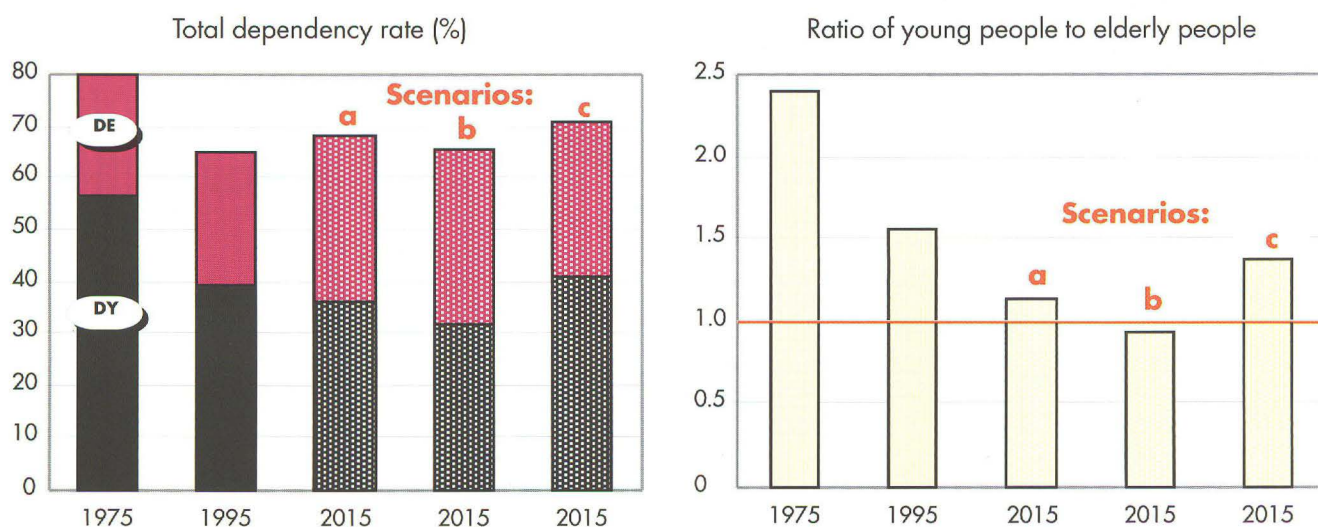 Total dependency rate (%)
80
70
60
50
40
30
20
10
0
DE
DY
Scenarios:
a
b
c
1975 1995 2015 2015 2015
Ratio of young people to elderly people
2.5
2.0
1.5
1.0
0.5
0
Scenarios:
a
b
c
1975 1995 2015 2015 2015